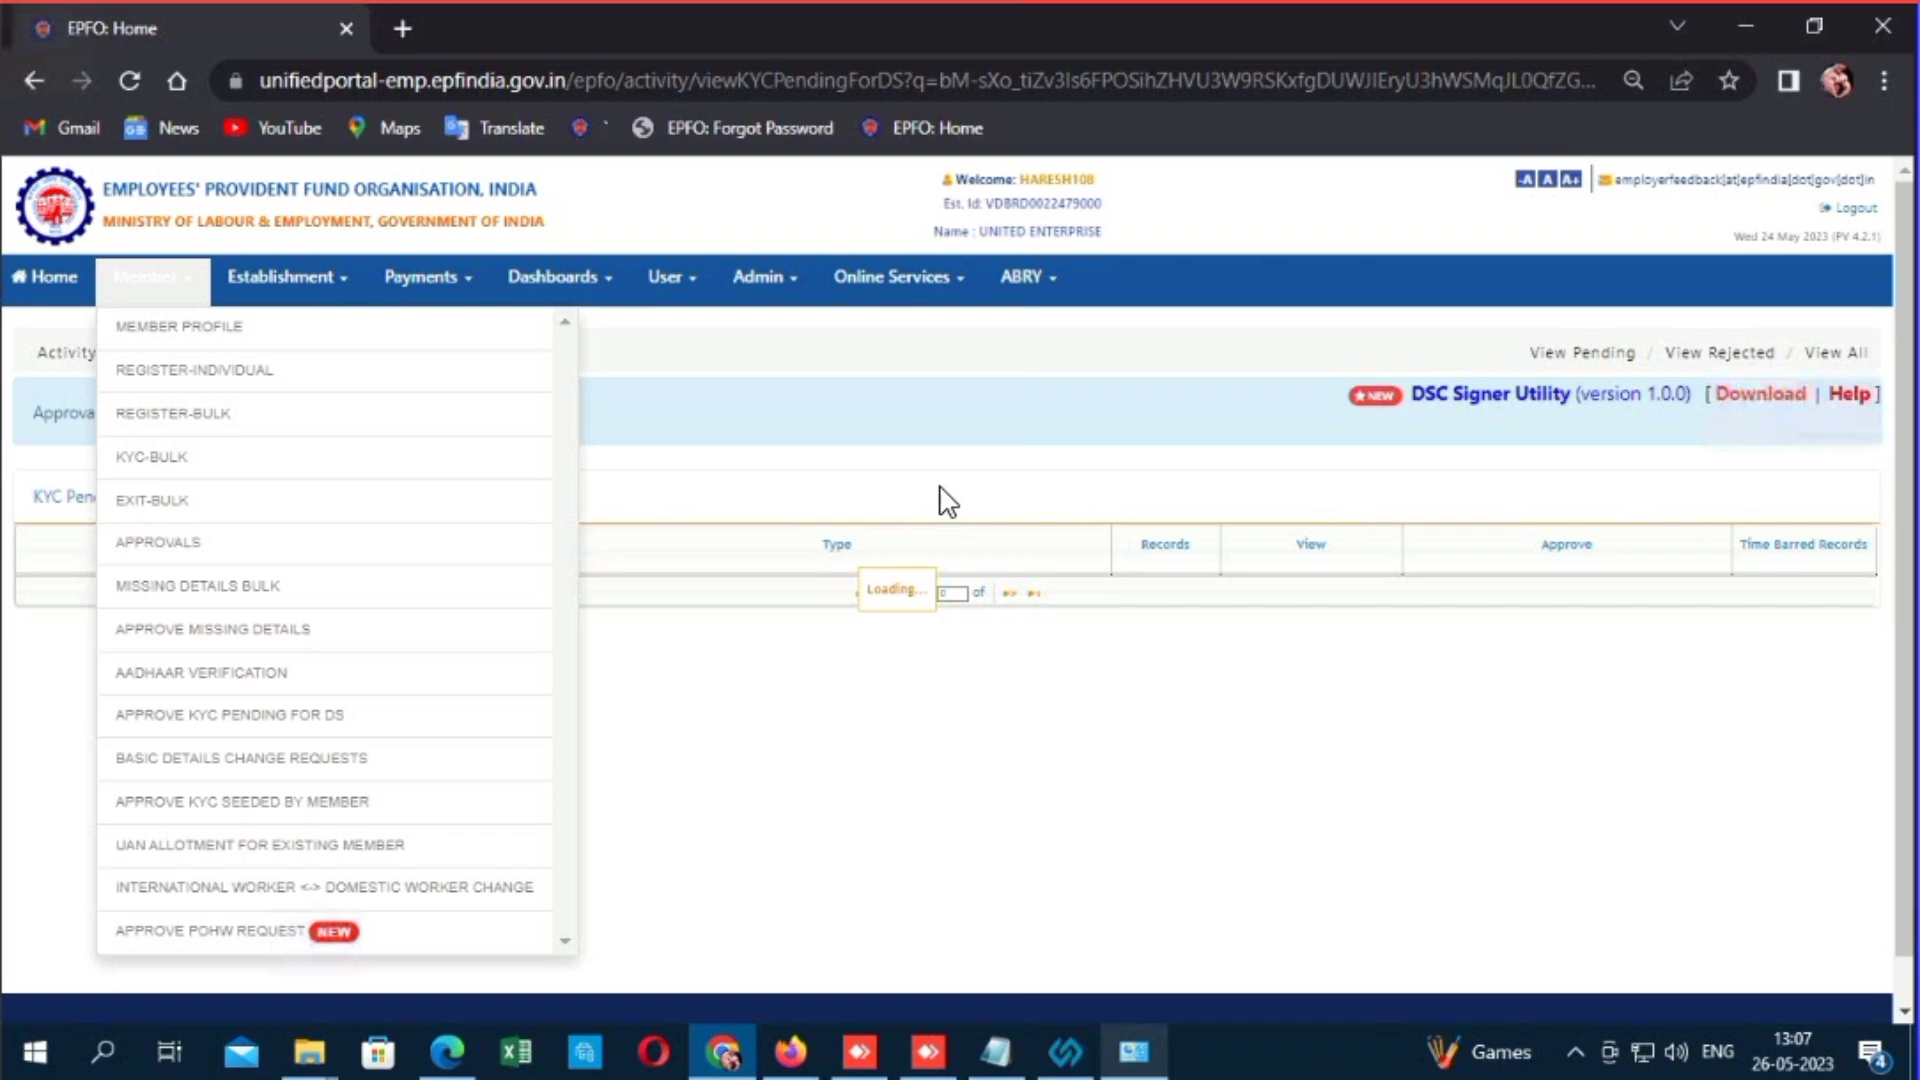 EPFO: Home
unifiedportal-emp.epfindia.gov.in/epfo/activity/viewKYCPendingForDS?q=bM-sXo_tiZv3Is6FPOSihZHVU3W9RSKxfgDUWJIEryU3hWSMqJL0QfZG...
Gmail News YouTube Maps Translate EPFO: Forgot Password EPFO: Home
EMPLOYEES' PROVIDENT FUND ORGANISATION, INDIA
MINISTRY OF LABOUR & EMPLOYMENT, GOVERNMENT OF INDIA
Welcome: HARESH108
Est. Id: VDBRD0022479000
Name : UNITED ENTERPRISE
-A A A+ employerfeedback[at]epfindia[dot]gov[dot]in
Logout
Wed 24 May 2023 (PV 4.2.1)
Home Member Establishment Payments Dashboards User Admin Online Services ABRY
Activity
View Pending / View Rejected / View All
Approva
NEW DSC Signer Utility (version 1.0.0) [ Download | Help ]
KYC Pen
Type Records View Approve Time Barred Records
Loading... 0 of
MEMBER PROFILE
REGISTER-INDIVIDUAL
REGISTER-BULK
KYC-BULK
EXIT-BULK
APPROVALS
MISSING DETAILS BULK
APPROVE MISSING DETAILS
AADHAAR VERIFICATION
APPROVE KYC PENDING FOR DS
BASIC DETAILS CHANGE REQUESTS
APPROVE KYC SEEDED BY MEMBER
UAN ALLOTMENT FOR EXISTING MEMBER
INTERNATIONAL WORKER <-> DOMESTIC WORKER CHANGE
APPROVE POHW REQUEST NEW
Games
ENG
13:07
26-05-2023
4